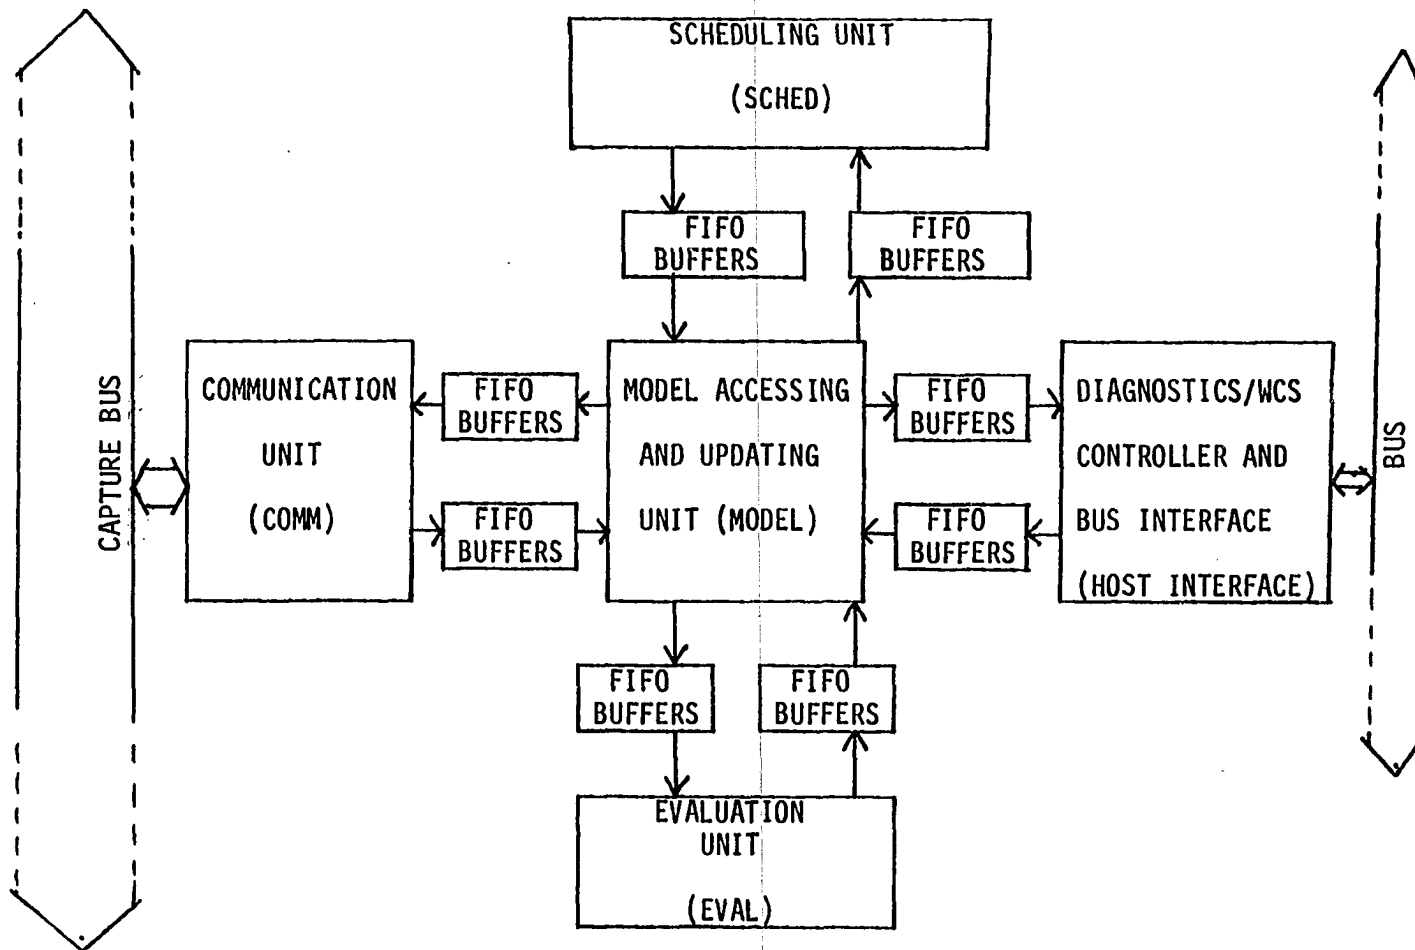 SCHEDULING UNIT
(SCHED)
FIFO
BUFFERS
FIFO
BUFFERS
CAPTURE BUS
COMMUNICATION
UNIT
(COMM)
FIFO
BUFFERS
FIFO
BUFFERS
MODEL ACCESSING
AND UPDATING
UNIT (MODEL)
FIFO
BUFFERS
FIFO
BUFFERS
DIAGNOSTICS/WCS
CONTROLLER AND
BUS INTERFACE
(HOST INTERFACE)
BUS
FIFO
BUFFERS
FIFO
BUFFERS
EVALUATION
UNIT
(EVAL)